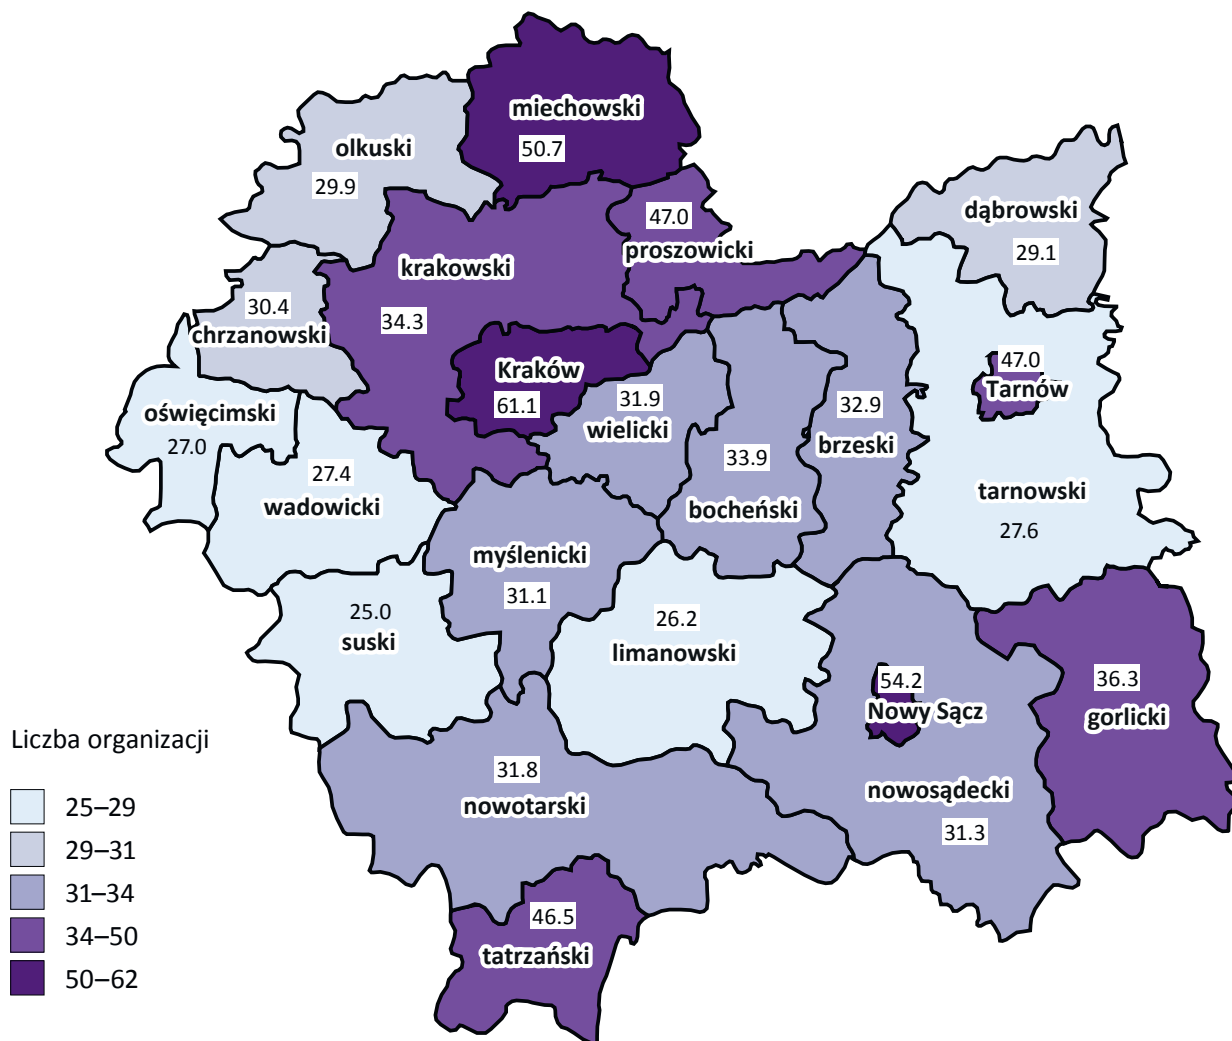 miechowski
50.7
olkuski
29.9
dąbrowski
29.1
47.0
proszowicki
krakowski
34.3
30.4
chrzanowski
Kraków
61.1
47.0
Tarnów
31.9
wielicki
32.9
brzeski
oświęcimski
27.0
27.4
wadowicki
33.9
bocheński
tarnowski
27.6
myślenicki
31.1
25.0
suski
26.2
limanowski
54.2
Nowy Sącz
36.3
gorlicki
31.8
nowotarski
nowosądecki
31.3
46.5
tatrzański
Liczba organizacji
25–29
29–31
31–34
34–50
50–62